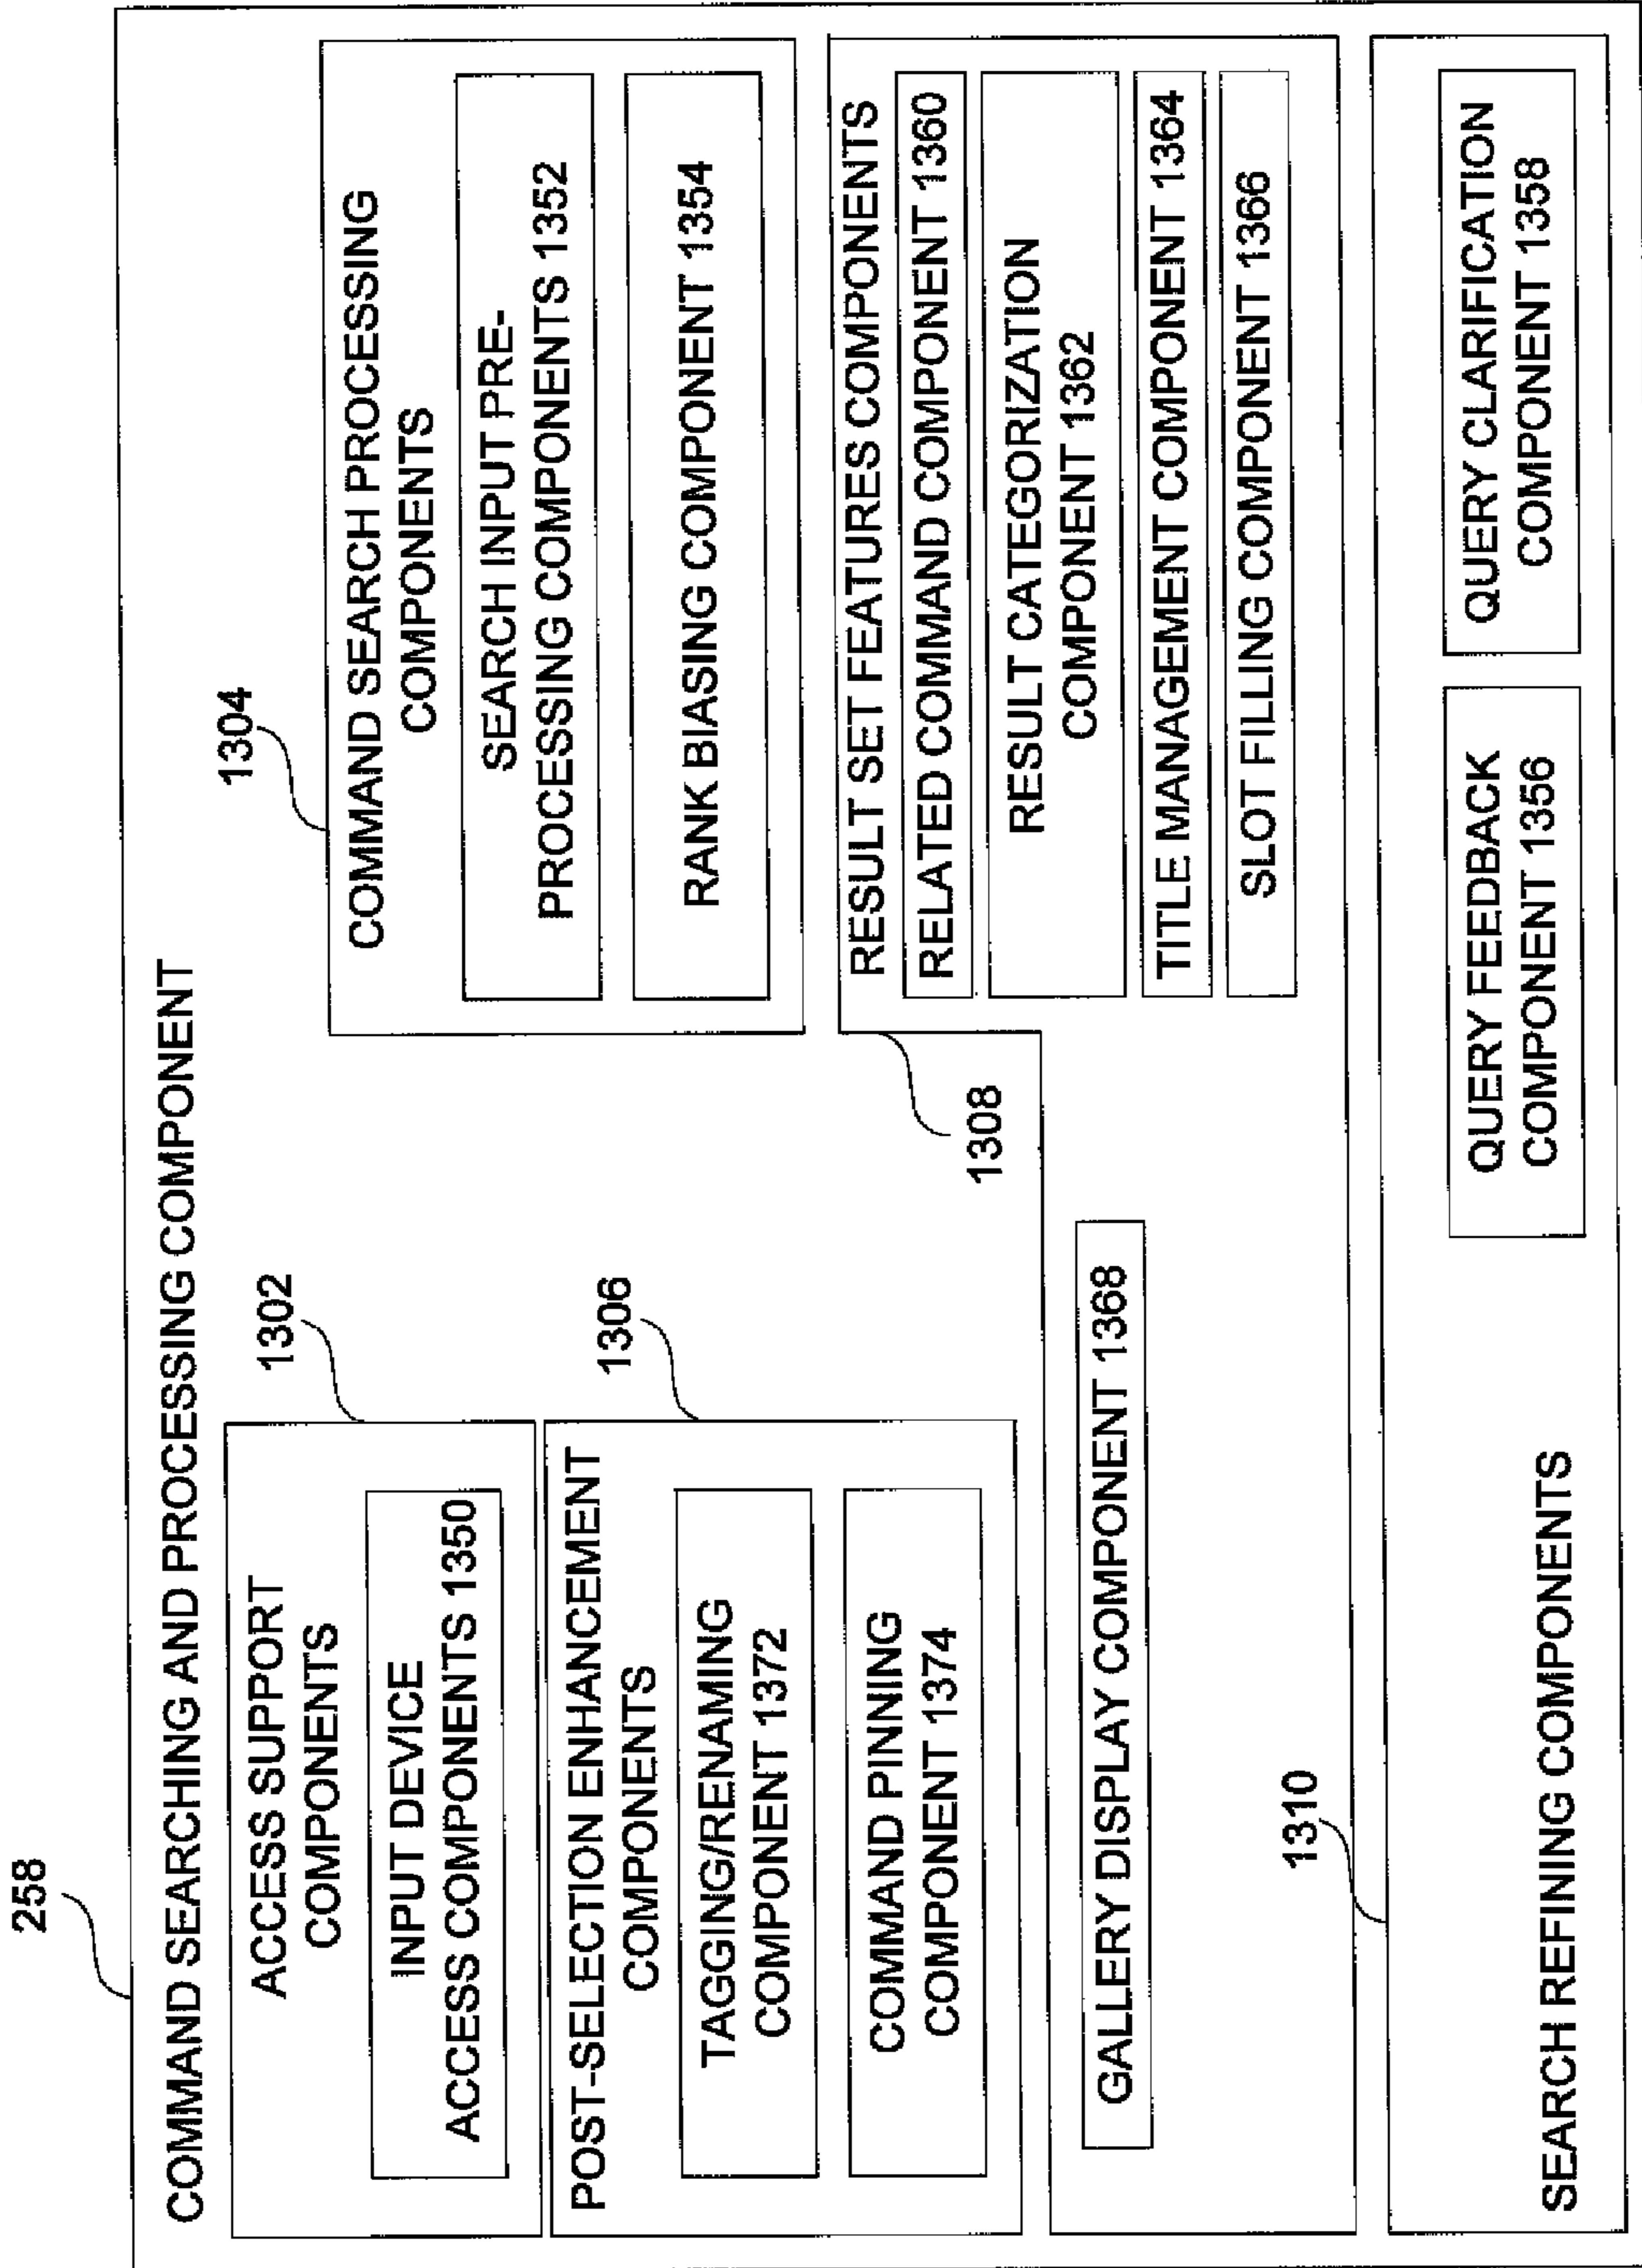 258
COMMAND SEARCHING AND PROCESSING COMPONENT
1302
ACCESS SUPPORT
COMPONENTS
INPUT DEVICE
ACCESS COMPONENTS 1350
1306
POST-SELECTION ENHANCEMENT
COMPONENTS
TAGGING/RENAMING
COMPONENT 1372
COMMAND PINNING
COMPONENT 1374
1304
COMMAND SEARCH PROCESSING
COMPONENTS
SEARCH INPUT PRE-
PROCESSING COMPONENTS 1352
RANK BIASING COMPONENT 1354
1308
RESULT SET FEATURES COMPONENTS
RELATED COMMAND COMPONENT 1360
RESULT CATEGORIZATION
COMPONENT 1362
TITLE MANAGEMENT COMPONENT 1364
SLOT FILLING COMPONENT 1366
GALLERY DISPLAY COMPONENT 1368
1310
SEARCH REFINING COMPONENTS
QUERY FEEDBACK
COMPONENT 1356
QUERY CLARIFICATION
COMPONENT 1358